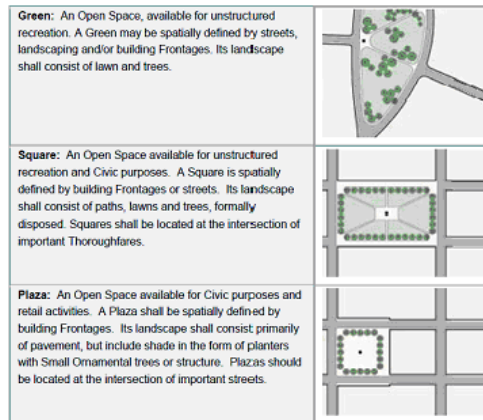 Green: An Open Space, available for unstructured
recreation. A Green may be spatially defined by streets,
landscaping and/or building Frontages. Its landscape
shall consist of lawn and trees.
Square: An Open Space available for unstructured
recreation and Civic purposes. A Square is spatially
defined by building Frontages or streets. Its landscape
shall consist of paths, lawns and trees, formally
disposed. Squares shall be located at the intersection of
important Thoroughfares.
Plaza: An Open Space available for Civic purposes and
retail activities. A Plaza shall be spatially defined by
building Frontages. Its landscape shall consist primarily
of pavement, but include shade in the form of planters
with Small Ornamental trees or structure. Plazas should
be located at the intersection of important streets.